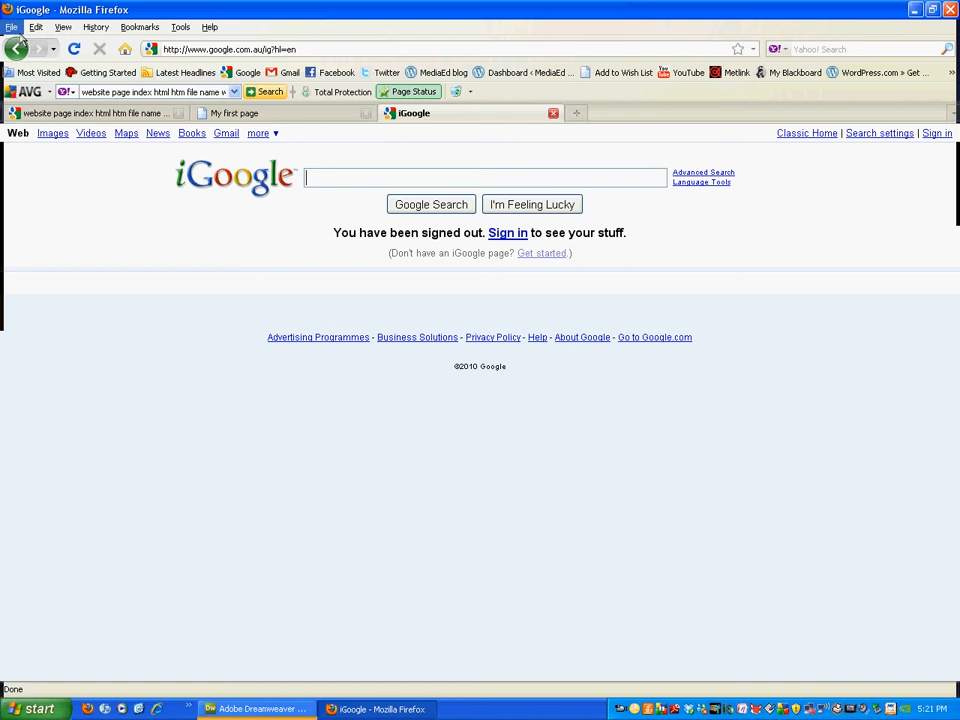 iGoogle - Mozilla Firefox
File Edit View History Bookmarks Tools Help
http://www.google.com.au/ig?hl=en Yahoo! Search
Most Visited Getting Started Latest Headlines Google Gmail Facebook Twitter MediaEd blog Dashboard ‹ MediaEd ... Add to Wish List YouTube Metlink My Blackboard WordPress.com » Get ... »
AVG website page index html htm file name w Search Total Protection Page Status
website page index html htm file name ... My first page iGoogle
Web Images Videos Maps News Books Gmail more ▼ Classic Home | Search settings | Sign in
iGoogle™ Advanced Search
Language Tools
Google Search I'm Feeling Lucky
You have been signed out. Sign in to see your stuff.
(Don't have an iGoogle page? Get started.)
Advertising Programmes - Business Solutions - Privacy Policy - Help - About Google - Go to Google.com
©2010 Google
Done
start » Dw Adobe Dreamweaver ... iGoogle - Mozilla Firefox 5:21 PM